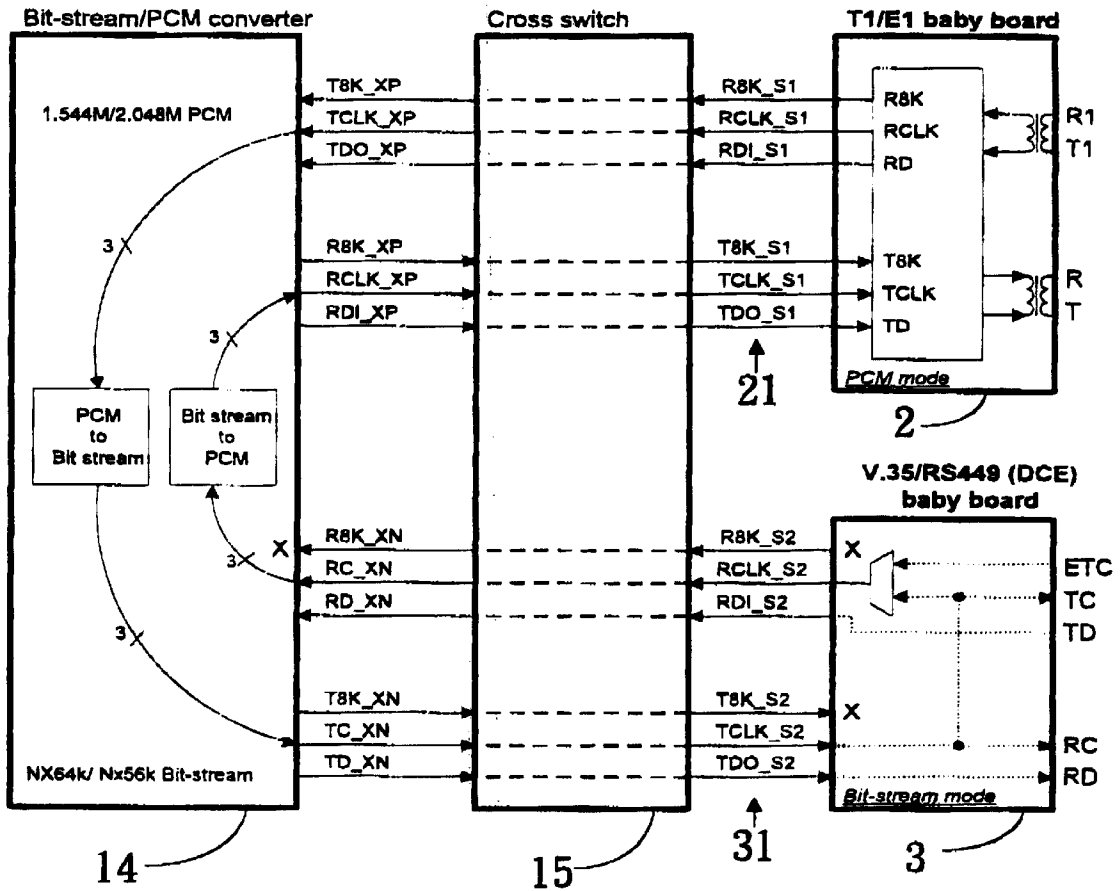 Bit-stream/PCM converter
Cross switch
T1/E1 baby board
1.544M/2.048M PCM
T8K_XP
TCLK_XP
TDO_XP
R8K_S1
RCLK_S1
RDI_S1
R8K
RCLK
RD
R1
T1
3
R8K_XP
RCLK_XP
RDI_XP
T8K_S1
TCLK_S1
TDO_S1
T8K
TCLK
TD
R
T
3
21
PCM mode
2
PCM
to
Bit stream
Bit stream
to
PCM
V.35/RS449 (DCE)
baby board
3
X
R8K_XN
RC_XN
RD_XN
R8K_S2
RCLK_S2
RDI_S2
X
ETC
TC
TD
3
T8K_XN
TC_XN
TD_XN
T8K_S2
TCLK_S2
TDO_S2
X
RC
RD
NX64k/ Nx56k Bit-stream
Bit-stream mode
14
15
31
3